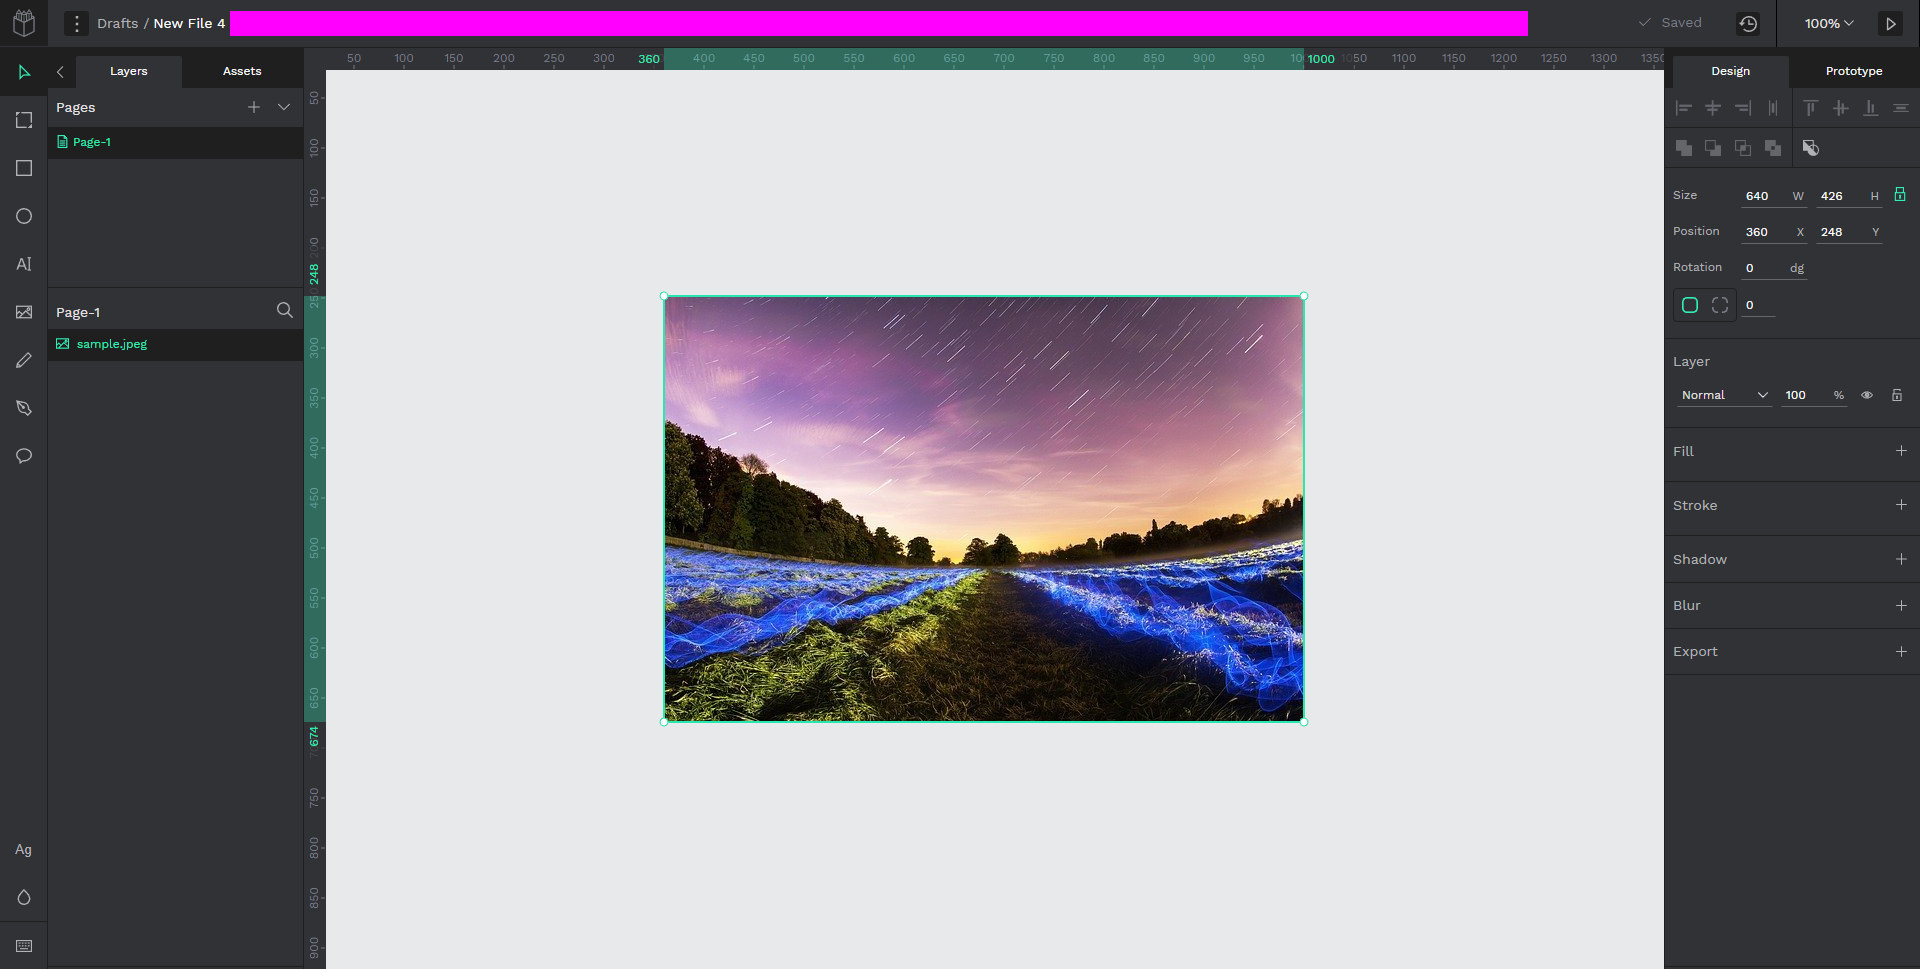 Drafts / New File 4
Saved
100%
Layers
Assets
Pages
Page-1
Page-1
sample.jpeg
Ag
50 100 150 200 250 300 360 400 450 500 550 600 650 700 750 800 850 900 950 1000 1050 1100 1150 1200 1250 1300 1350
50
100
150
200
248
250
300
350
400
450
500
550
600
650
674
750
800
850
900
Design
Prototype
Size 640 W 426 H
Position 360 X 248 Y
Rotation 0 dg
0
Layer
Normal 100 %
Fill
Stroke
Shadow
Blur
Export